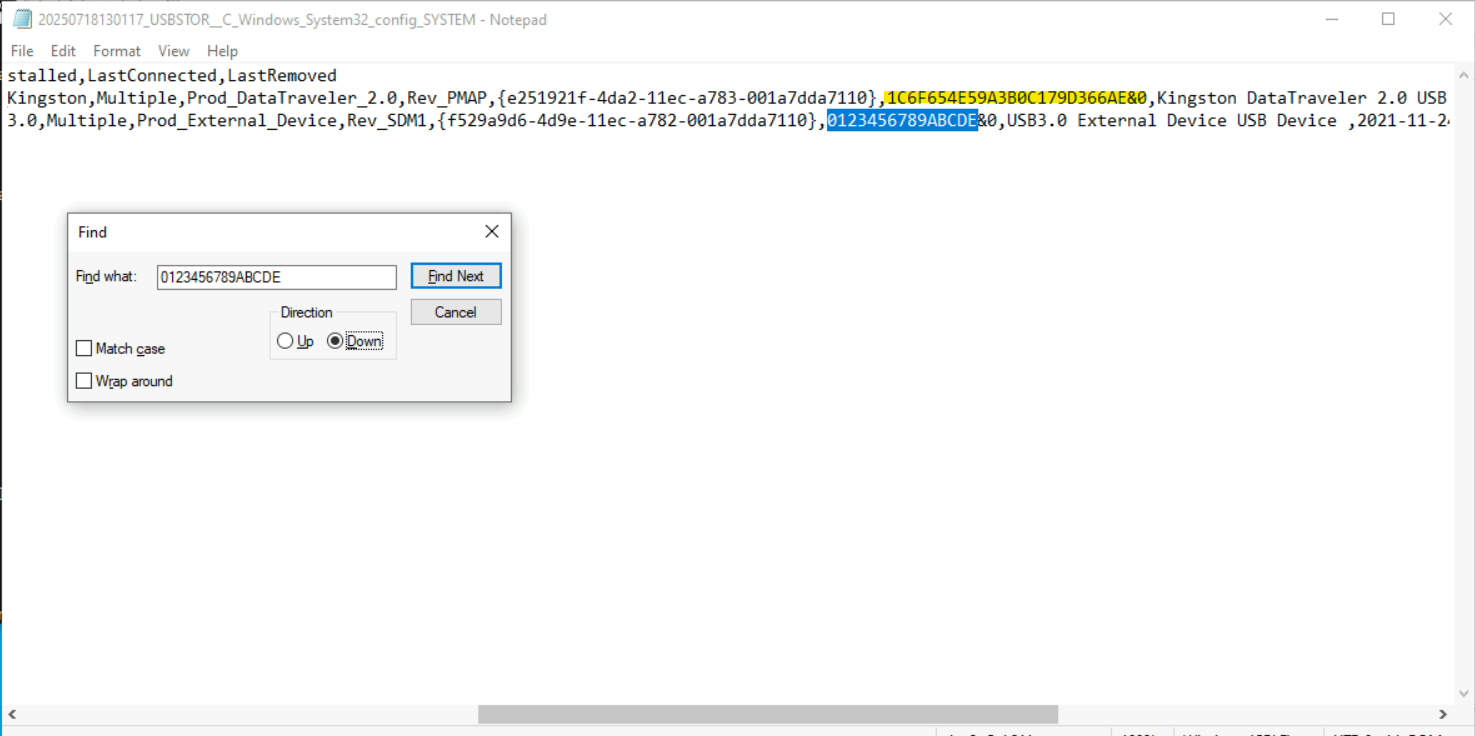 20250718130117_USBSTOR__C_Windows_System32_config_SYSTEM - Notepad
File Edit Format View Help
stalled,LastConnected,LastRemoved
Kingston,Multiple,Prod_DataTraveler_2.0,Rev_PMAP,{e251921f-4da2-11ec-a783-001a7dda7110},1C6F654E59A3B0C179D366AE&0,Kingston DataTraveler 2.0 USB
3.0,Multiple,Prod_External_Device,Rev_SDM1,{f529a9d6-4d9e-11ec-a782-001a7dda7110},0123456789ABCDE&0,USB3.0 External Device USB Device ,2021-11-24
Find
Find what: 0123456789ABCDE Find Next
Direction Cancel
Up Down
Match case
Wrap around